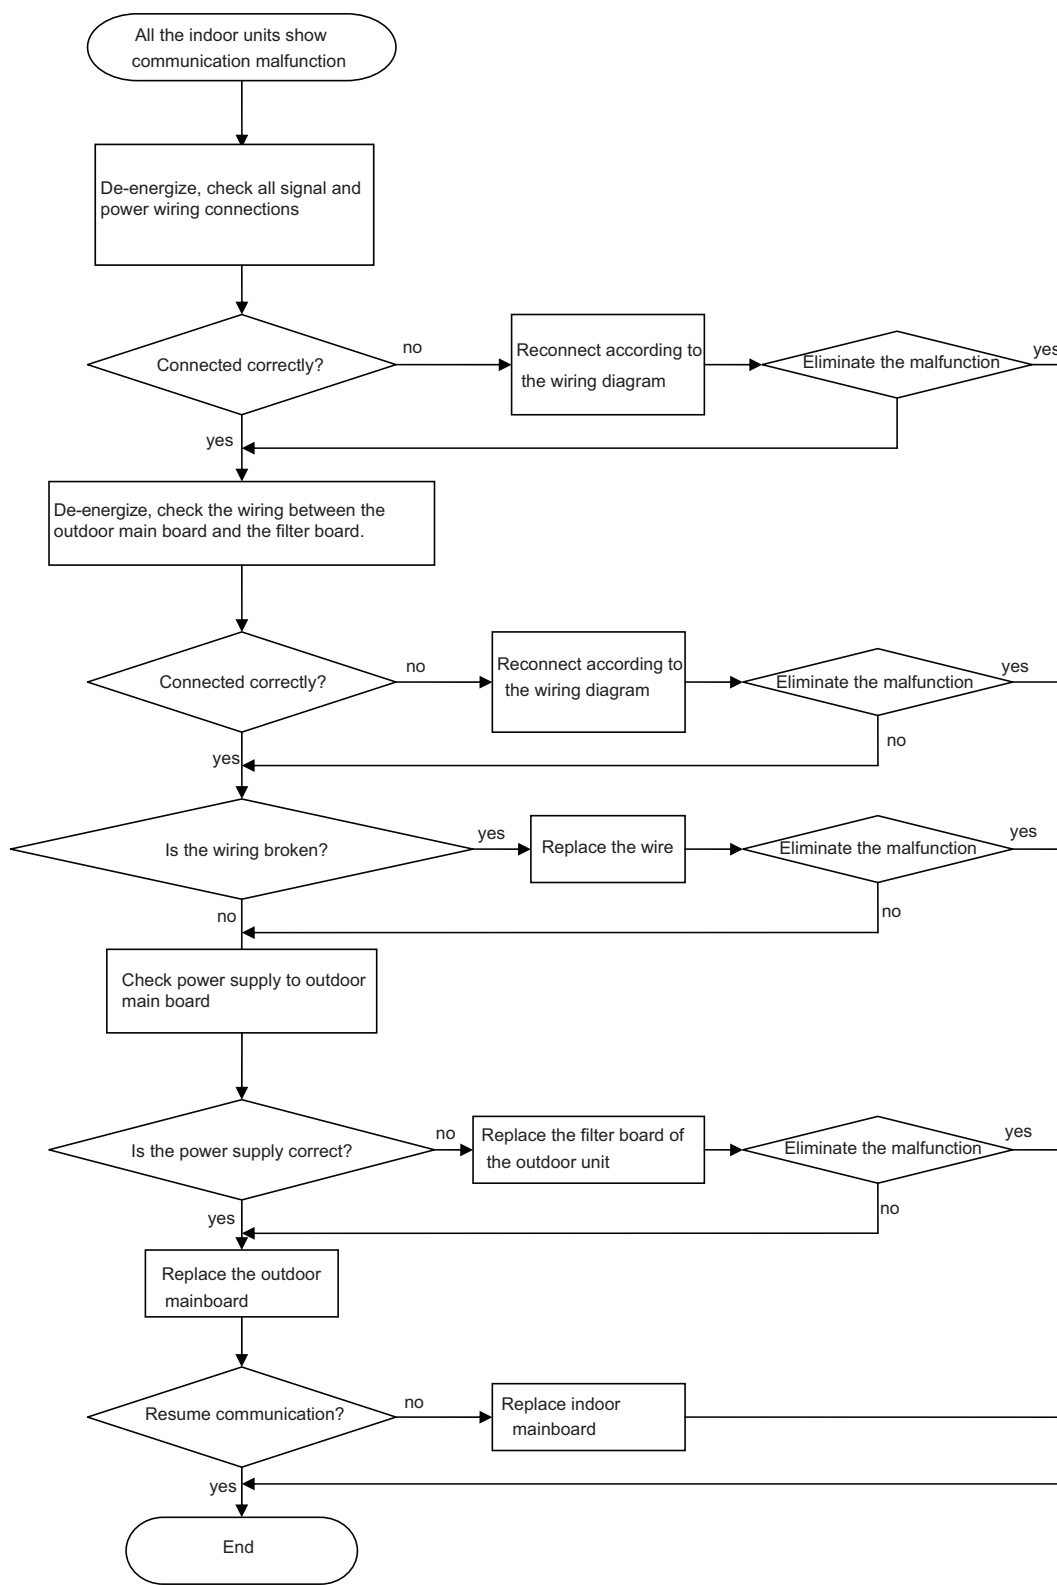 All the indoor units show
communication malfunction
De-energize, check all signal and
power wiring connections
Connected correctly?
no
Reconnect according to
the wiring diagram
Eliminate the malfunction
yes
yes
De-energize, check the wiring between the
outdoor main board and the filter board.
Connected correctly?
no
Reconnect according to
the wiring diagram
Eliminate the malfunction
yes
no
yes
Is the wiring broken?
yes
Replace the wire
Eliminate the malfunction
yes
no
no
Check power supply to outdoor
main board
Is the power supply correct?
no
Replace the filter board of
the outdoor unit
Eliminate the malfunction
yes
no
yes
Replace the outdoor
mainboard
Resume communication?
no
Replace indoor
mainboard
yes
End